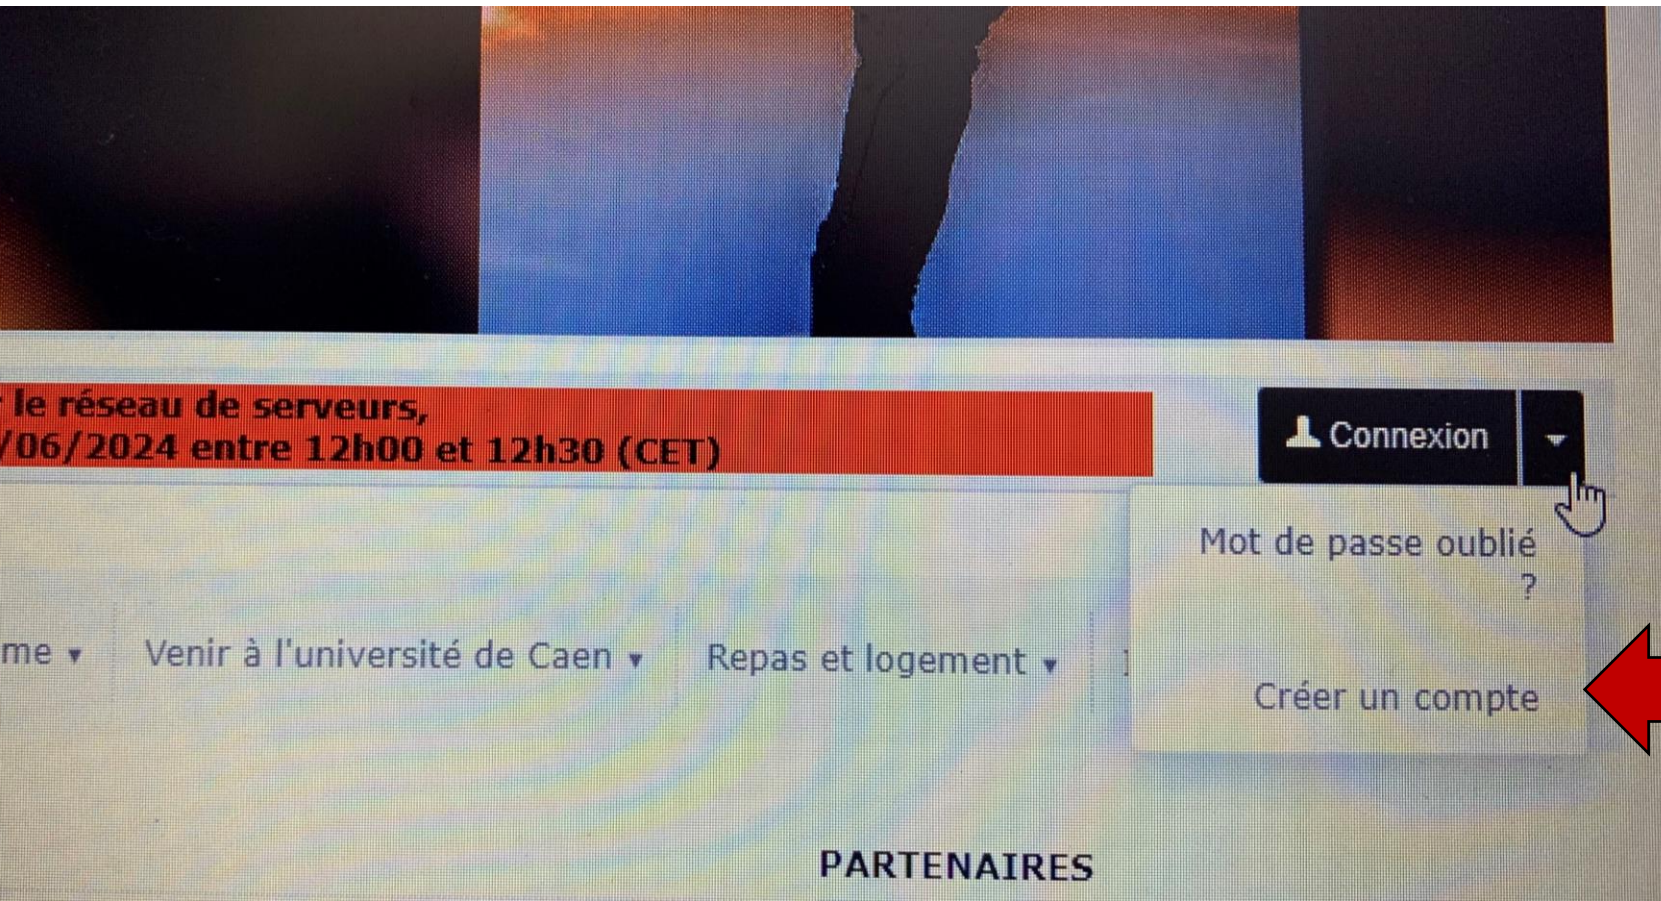 le réseau de serveurs,
/06/2024 entre 12h00 et 12h30 (CET)
Connexion
Mot de passe oublié
?
me ▾ Venir à l'université de Caen ▾ Repas et logement ▾
Créer un compte
PARTENAIRES